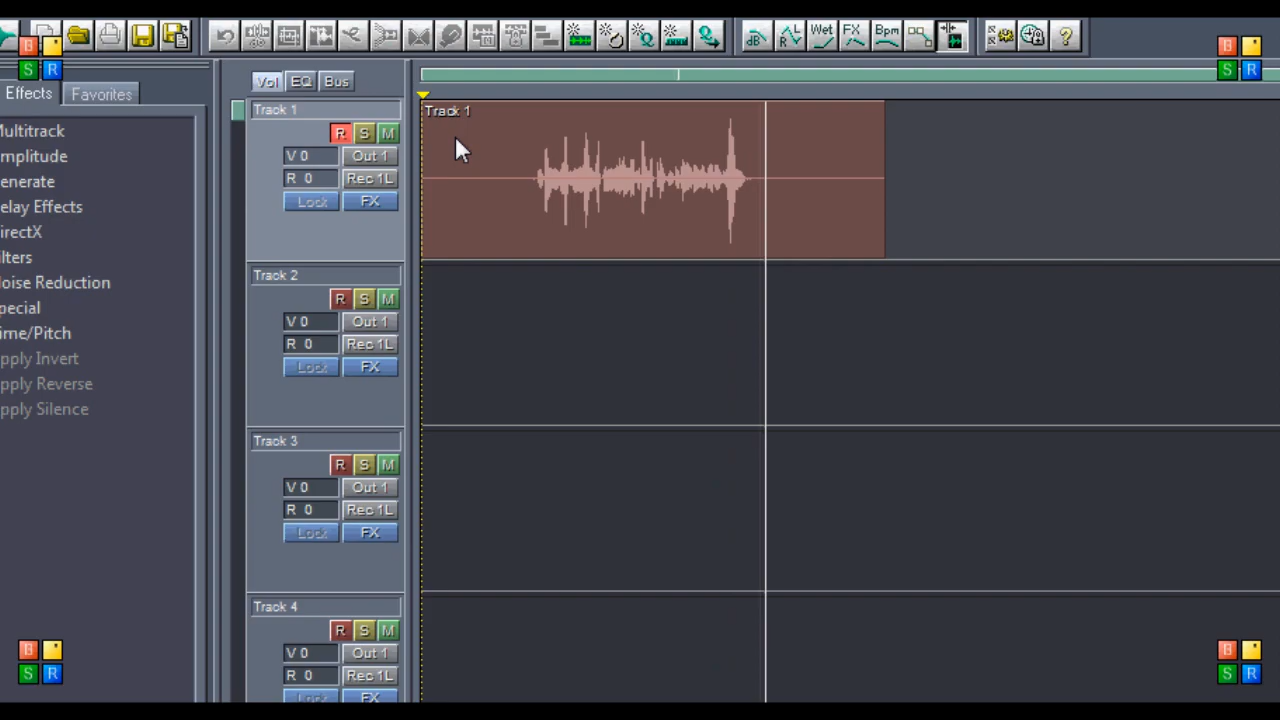 Wet FX Bpm
B
S R
B
S R
Effects Favorites
Vol EQ Bus
Multitrack
mplitude
enerate
elay Effects
irectX
ilters
oise Reduction
pecial
ime/Pitch
pply Invert
pply Reverse
pply Silence
Track 1
R S M
V 0 Out 1
R 0 Rec 1L
Lock FX
Track 1
Track 2
R S M
V 0 Out 1
R 0 Rec 1L
Lock FX
Track 3
R S M
V 0 Out 1
R 0 Rec 1L
Lock FX
Track 4
R S M
V 0 Out 1
R 0 Rec 1L
Lock FX
B
S R
B
S R